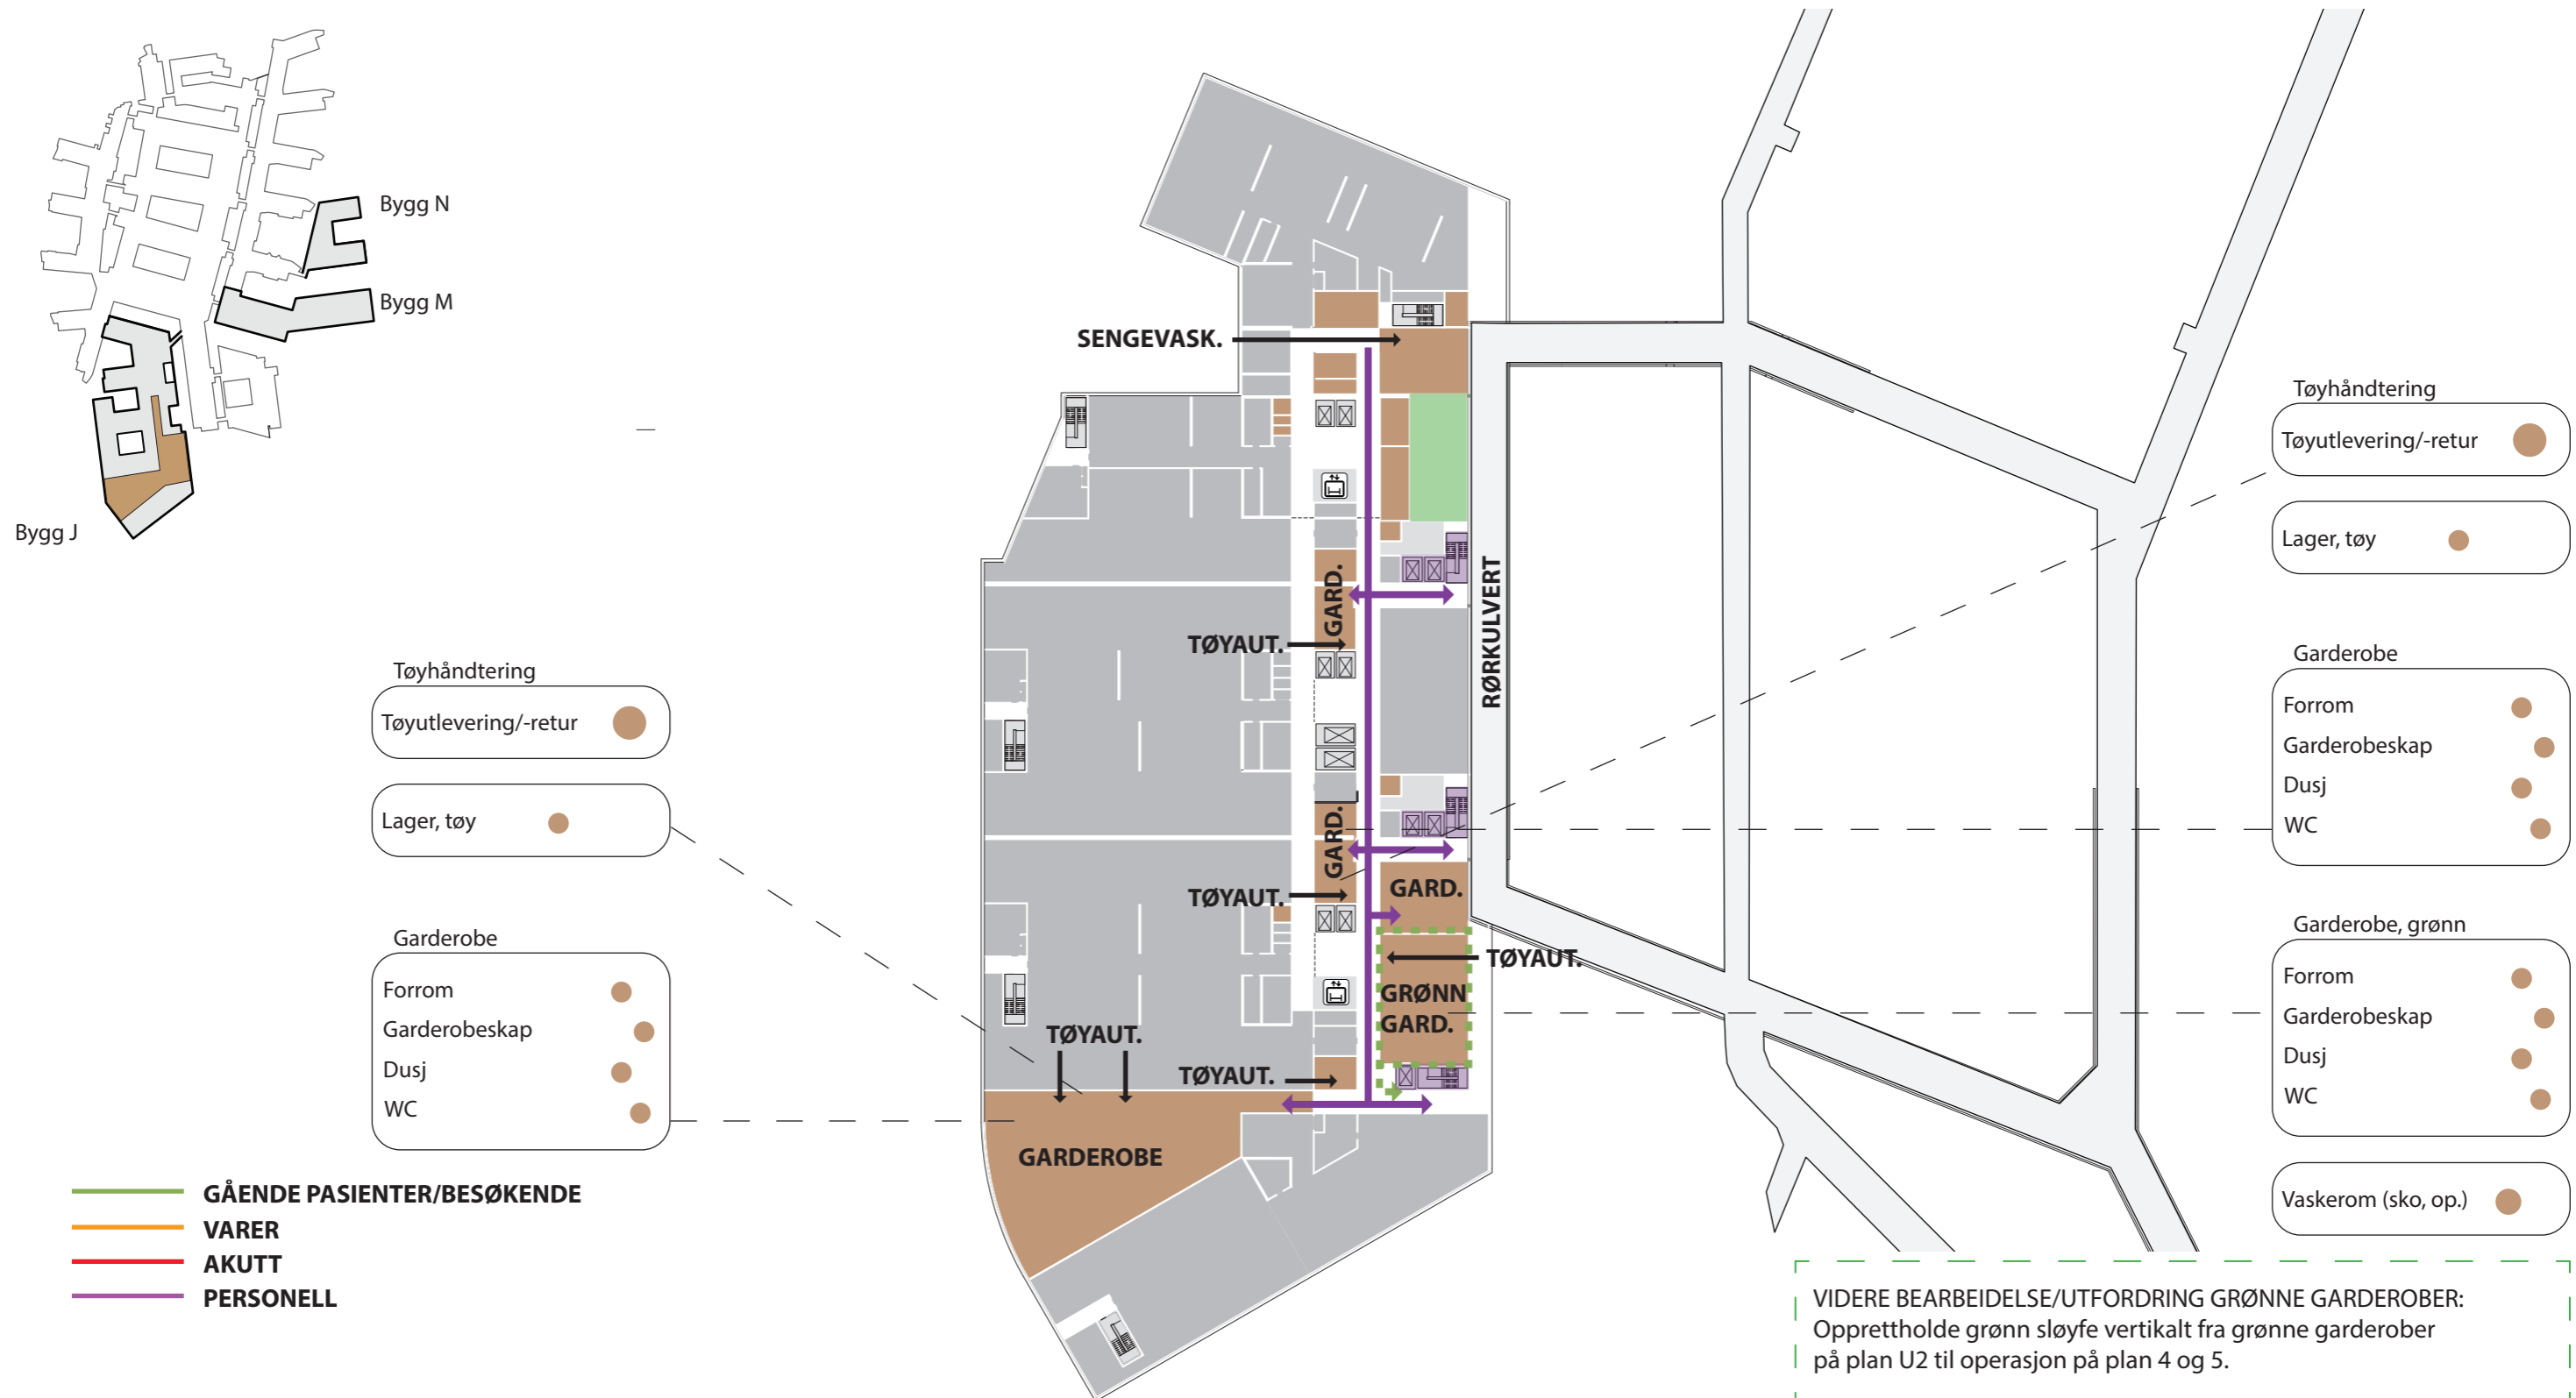 Bygg N
Bygg M
Bygg J
SENGEVASK.
GARD.
TØYAUT.
RØRKULVERT
GARD.
TØYAUT.
GARD.
TØYAUT.
GRØNN
GARD.
TØYAUT.
TØYAUT.
GARDEROBE
Tøyhåndtering
Tøyutlevering/-retur
Lager, tøy
Garderobe
Forrom
Garderobeskap
Dusj
WC
GÅENDE PASIENTER/BESØKENDE
VARER
AKUTT
PERSONELL
Tøyhåndtering
Tøyutlevering/-retur
Lager, tøy
Garderobe
Forrom
Garderobeskap
Dusj
WC
Garderobe, grønn
Forrom
Garderobeskap
Dusj
WC
Vaskerom (sko, op.)
VIDERE BEARBEIDELSE/UTFORDRING GRØNNE GARDEROBER:
Opprettholde grønn sløyfe vertikalt fra grønne garderober
på plan U2 til operasjon på plan 4 og 5.